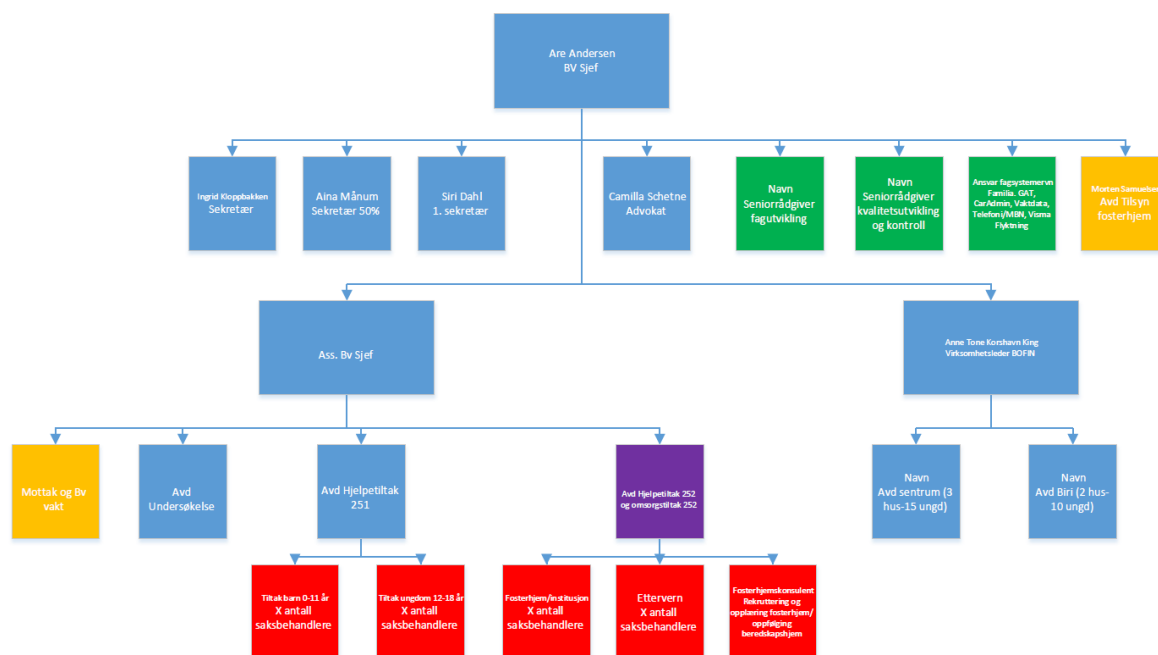 Are Andersen
BV Sjef
Ingrid Kloppbakken
Sekretær
Aina Månum
Sekretær 50%
Siri Dahl
1. sekretær
Camilla Schetne
Advokat
Navn
Seniorrådgiver
fagutvikling
Navn
Seniorrådgiver
kvalitetsutvikling
og kontroll
Ansvar fagsystemervn
Familia. GAT,
CarAdmin, Vaktdata,
Telefoni/MBN, Visma
Flyktning
Morten Samuelsen
Avd Tilsyn
fosterhjem
Ass. Bv Sjef
Anne Tone Korshavn King
Virksomhetsleder BOFIN
Mottak og Bv
vakt
Avd
Undersøkelse
Avd Hjelpetiltak
251
Avd Hjelpetiltak 252
og omsorgstiltak 252
Navn
Avd sentrum (3
hus-15 ungd)
Navn
Avd Biri (2 hus-
10 ungd)
Tiltak barn 0-11 år
X antall
saksbehandlere
Tiltak ungdom 12-18 år
X antall
saksbehandlere
Fosterhjem/institusjon
X antall
saksbehandlere
Ettervern
X antall
saksbehandlere
Fosterhjemskonsulent
Rekruttering og
opplæring fosterhjem/
oppfølging
beredskapshjem